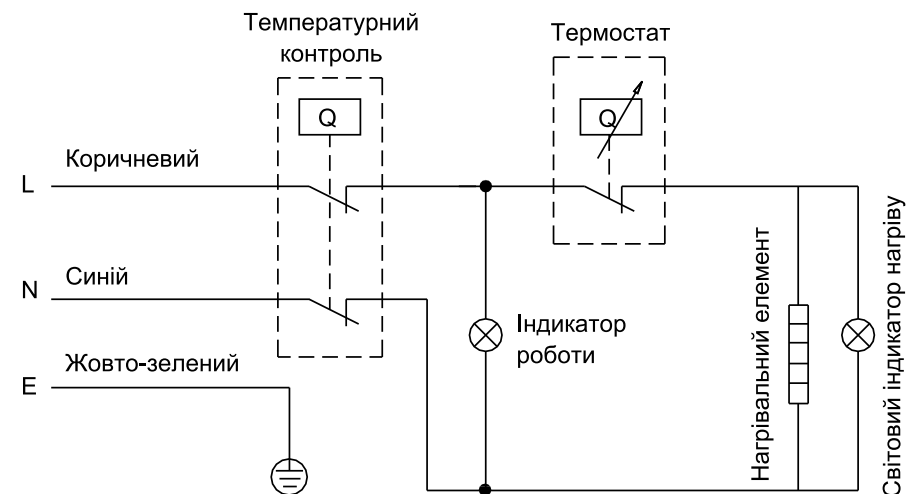 Температурний
контроль
Термостат
Q
Q
Коричневий
L
Синій
N
Індикатор
роботи
Жовто-зелений
E
Нагрівальний елемент
Світовий індикатор нагріву